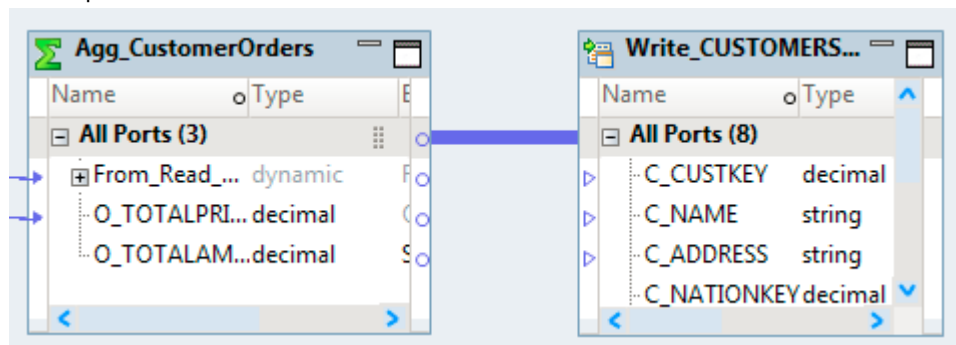 Agg_CustomerOrders
Name Type E
All Ports (3)
From_Read_... dynamic F
O_TOTALPRI... decimal
O_TOTALAM... decimal S
Write_CUSTOMERS...
Name Type
All Ports (8)
C_CUSTKEY decimal
C_NAME string
C_ADDRESS string
C_NATIONKEY decimal